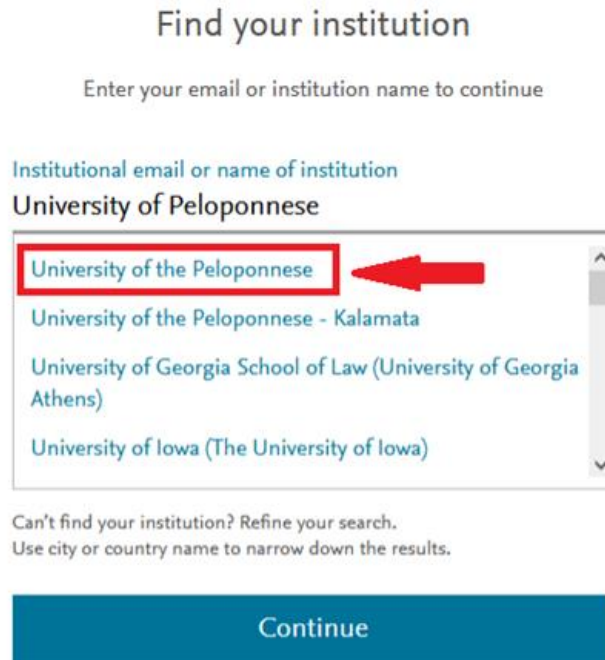 Find your institution
Enter your email or institution name to continue
Institutional email or name of institution
University of Peloponnese
University of the Peloponnese
University of the Peloponnese - Kalamata
University of Georgia School of Law (University of Georgia
Athens)
University of Iowa (The University of Iowa)
Can't find your institution? Refine your search.
Use city or country name to narrow down the results.
Continue